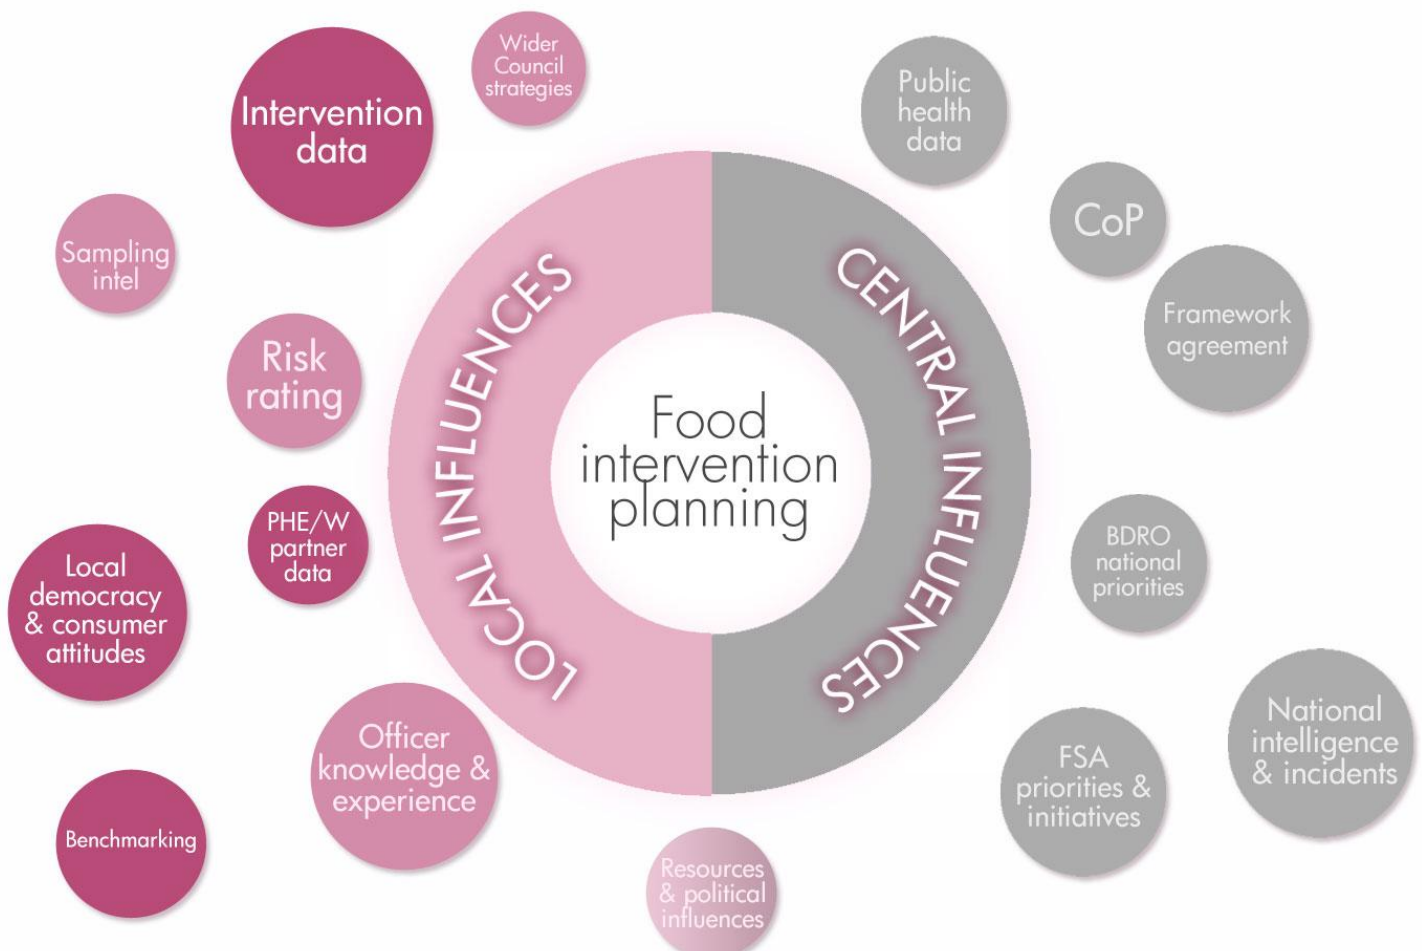 Wider
Council
strategies
Intervention
data
Public
health
data
CoP
Sampling
intel
Framework
agreement
Risk
rating
LOCAL INFLUENCES
CENTRAL INFLUENCES
Food
intervention
planning
PHE/W
partner
data
BDRO
national
priorities
Local
democracy
& consumer
attitudes
Officer
knowledge &
experience
FSA
priorities &
initiatives
National
intelligence
& incidents
Benchmarking
Resources
& political
influences